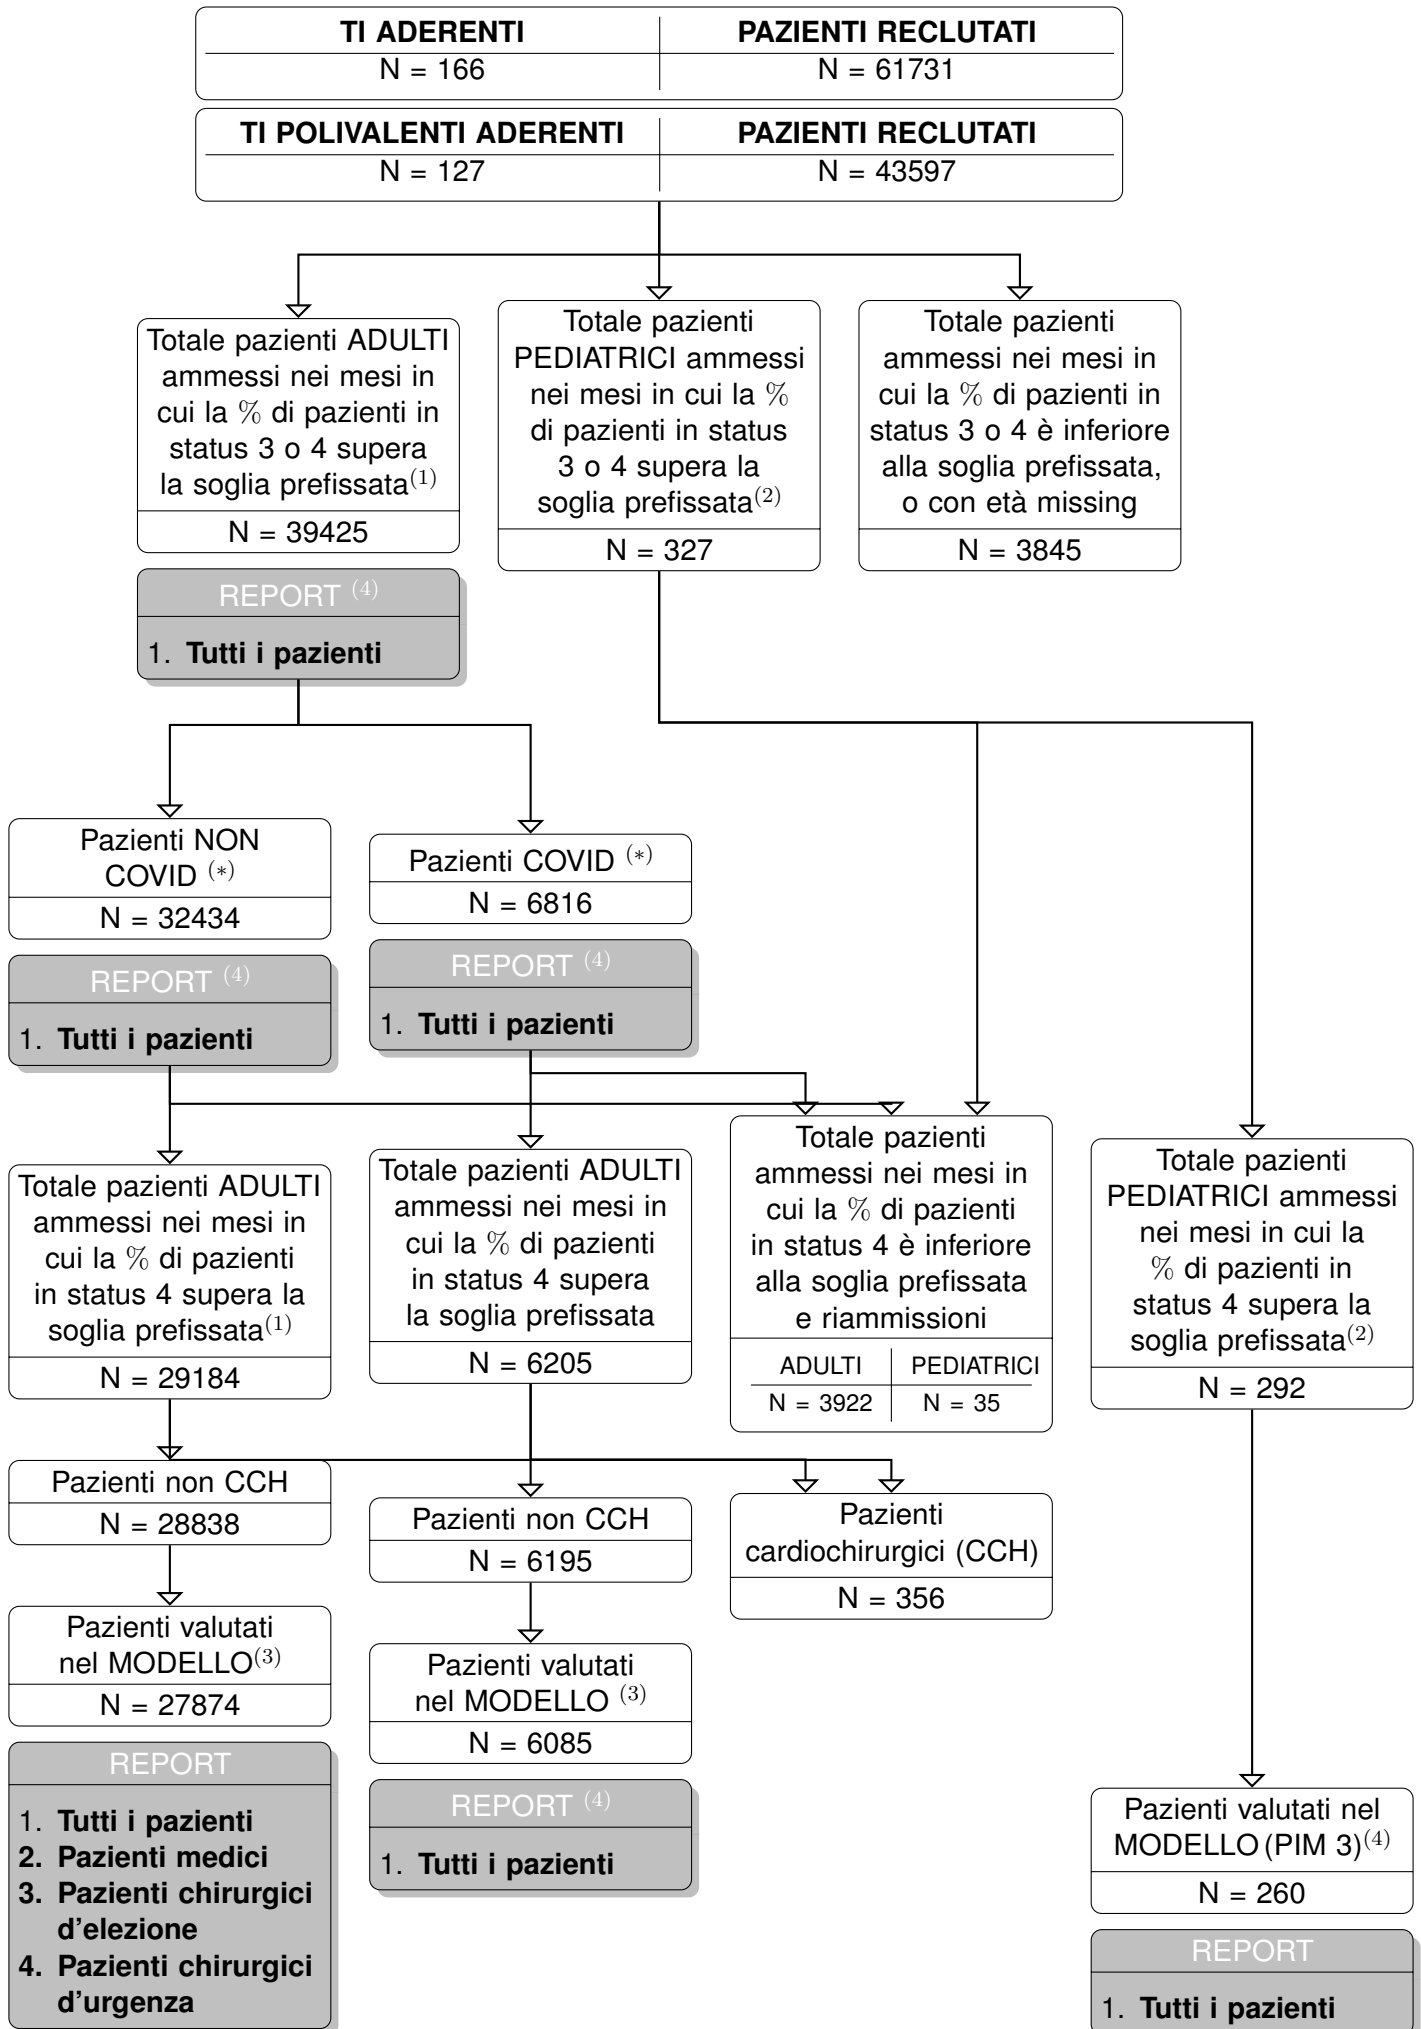 TI ADERENTI PAZIENTI RECLUTATI
N = 166 N = 61731
TI POLIVALENTI ADERENTI PAZIENTI RECLUTATI
N = 127 N = 43597
Totale pazienti ADULTI
ammessi nei mesi in
cui la % di pazienti in
status 3 o 4 supera
la soglia prefissata(1)
N = 39425
Totale pazienti
PEDIATRICI ammessi
nei mesi in cui la %
di pazienti in status
3 o 4 supera la
soglia prefissata(2)
N = 327
Totale pazienti
ammessi nei mesi in
cui la % di pazienti in
status 3 o 4 è inferiore
alla soglia prefissata,
o con età missing
N = 3845
REPORT (4)
1. Tutti i pazienti
Pazienti NON
COVID (*)
N = 32434
Pazienti COVID (*)
N = 6816
REPORT (4)
1. Tutti i pazienti
REPORT (4)
1. Tutti i pazienti
Totale pazienti ADULTI
ammessi nei mesi in
cui la % di pazienti
in status 4 supera la
soglia prefissata(1)
N = 29184
Totale pazienti ADULTI
ammessi nei mesi in
cui la % di pazienti
in status 4 supera
la soglia prefissata
N = 6205
Totale pazienti
ammessi nei mesi in
cui la % di pazienti
in status 4 è inferiore
alla soglia prefissata
e riammissioni
ADULTI PEDIATRICI
N = 3922 N = 35
Totale pazienti
PEDIATRICI ammessi
nei mesi in cui la
% di pazienti in
status 4 supera la
soglia prefissata(2)
N = 292
Pazienti non CCH
N = 28838
Pazienti non CCH
N = 6195
Pazienti
cardiochirurgici (CCH)
N = 356
Pazienti valutati
nel MODELLO(3)
N = 27874
Pazienti valutati
nel MODELLO (3)
N = 6085
REPORT
1. Tutti i pazienti
2. Pazienti medici
3. Pazienti chirurgici
d'elezione
4. Pazienti chirurgici
d'urgenza
REPORT (4)
1. Tutti i pazienti
Pazienti valutati nel
MODELLO (PIM 3)(4)
N = 260
REPORT
1. Tutti i pazienti